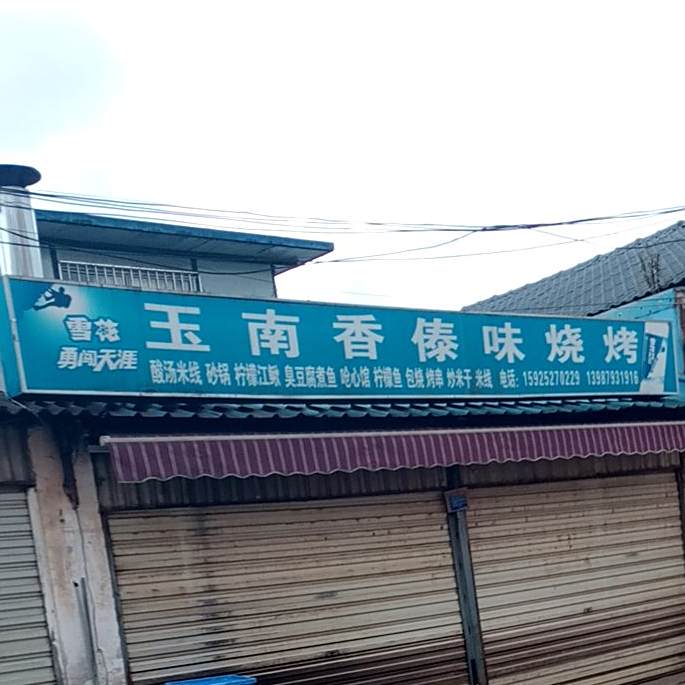 雪花
勇闯天涯
玉南香傣味烧烤
酸汤米线 砂锅 柠檬江鳅 臭豆腐煮鱼 呛心馆 柠檬鱼 包烧 烤串 炒米干 米线 电话: 15925270229 13987931916